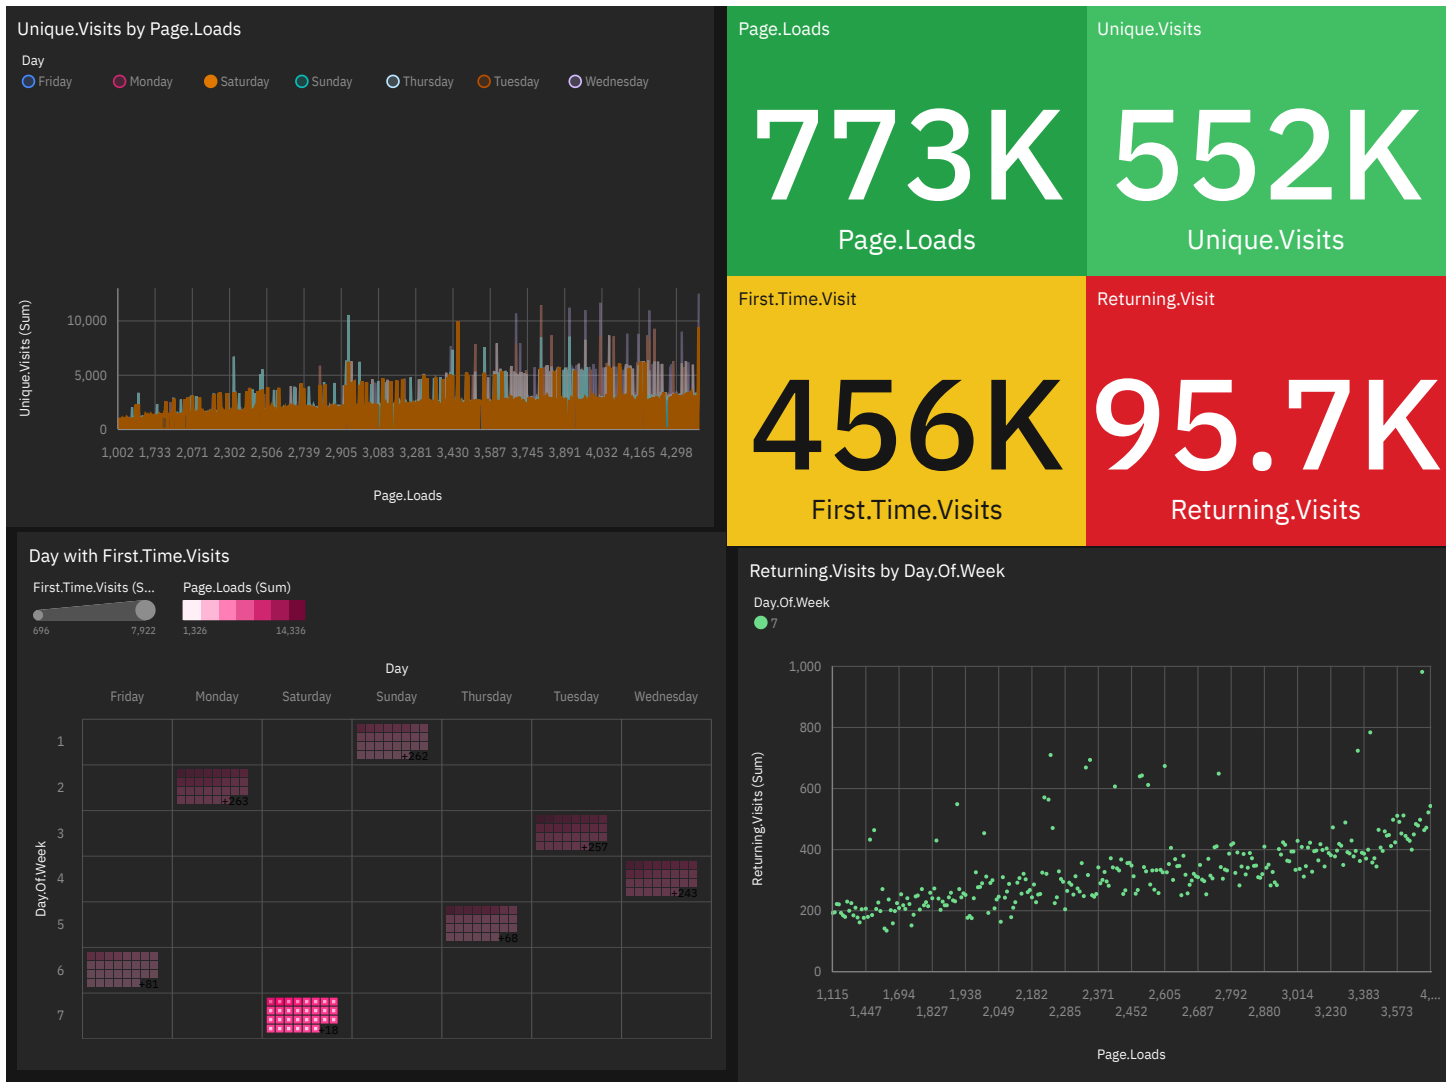 Unique.Visits by Page.Loads
Day
Friday Monday Saturday Sunday Thursday Tuesday Wednesday
Unique.Visits (Sum)
10,000
5,000
0
1,002 1,733 2,071 2,302 2,506 2,739 2,905 3,083 3,281 3,430 3,587 3,745 3,891 4,032 4,165 4,298
Page.Loads
Page.Loads
773K
Page.Loads
Unique.Visits
552K
Unique.Visits
First.Time.Visit
456K
First.Time.Visits
Returning.Visit
95.7K
Returning.Visits
Day with First.Time.Visits
First.Time.Visits (S... Page.Loads (Sum)
696 7,922 1,326 14,336
Day
Friday Monday Saturday Sunday Thursday Tuesday Wednesday
Day.Of.Week
1 +262
2 +263
3 +257
4 +243
5 +68
6 +81
7 +18
Returning.Visits by Day.Of.Week
Day.Of.Week
7
Returning.Visits (Sum)
1,000
800
600
400
200
0
1,115 1,694 1,938 2,182 2,371 2,605 2,792 3,014 3,383 4,...
1,447 1,827 2,049 2,285 2,452 2,687 2,880 3,230 3,573
Page.Loads